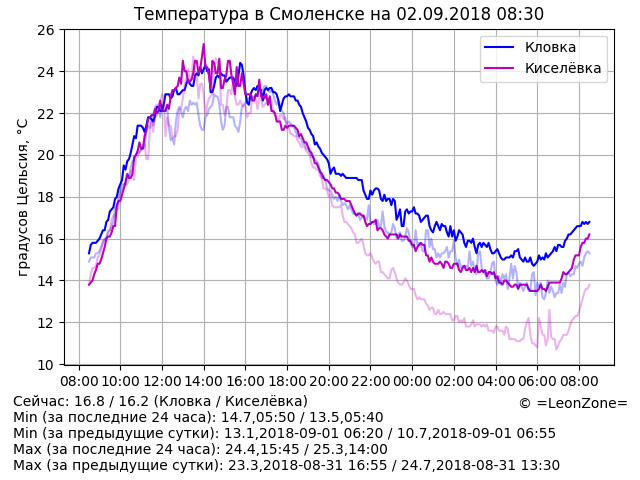 Температура в Смоленске на 02.09.2018 08:30
градусов Цельсия, °C
26
24
22
20
18
16
14
12
10
Кловка
Киселёвка
08:00 10:00 12:00 14:00 16:00 18:00 20:00 22:00 00:00 02:00 04:00 06:00 08:00
Сейчас: 16.8 / 16.2 (Кловка / Киселёвка)
© =LeonZone=
Min (за последние 24 часа): 14.7,05:50 / 13.5,05:40
Min (за предыдущие сутки): 13.1,2018-09-01 06:20 / 10.7,2018-09-01 06:55
Max (за последние 24 часа): 24.4,15:45 / 25.3,14:00
Max (за предыдущие сутки): 23.3,2018-08-31 16:55 / 24.7,2018-08-31 13:30